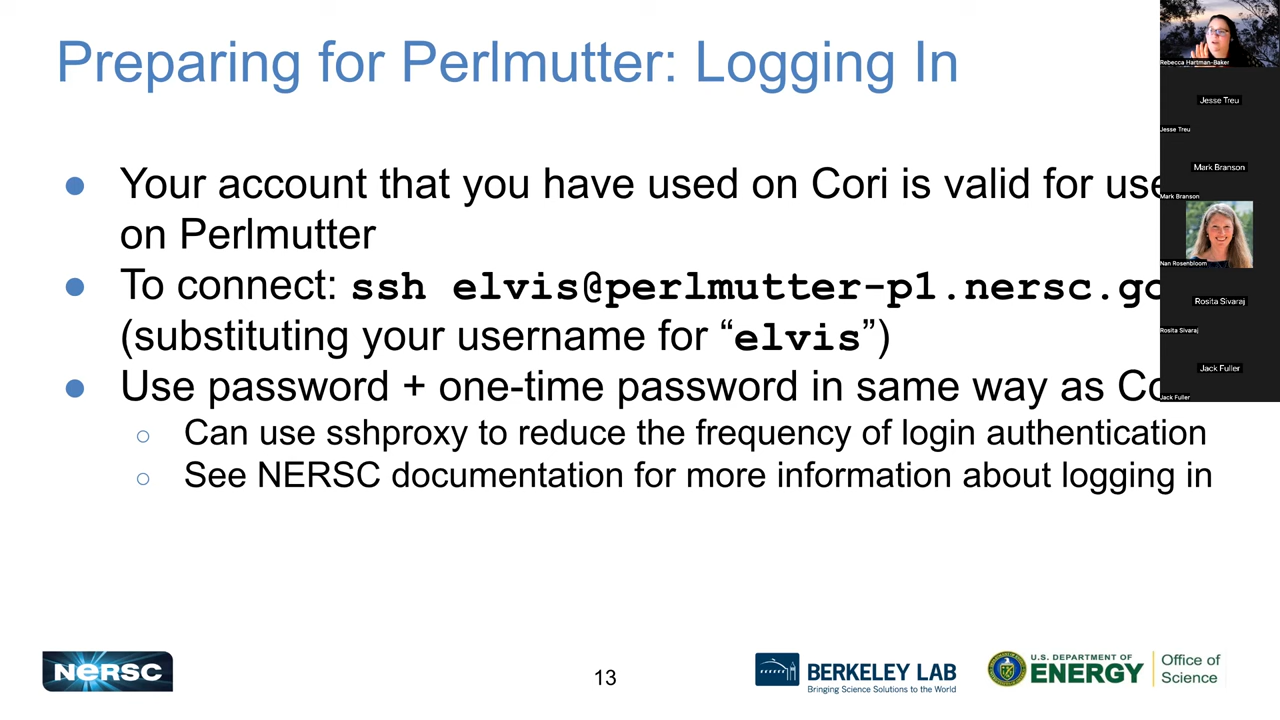 Preparing for Perlmutter: Logging In
Rebecca Hartman-Baker
Jesse Treu
Jesse Treu
Mark Branson
Mark Branson
Nan Rosenbloom
Rosita Sivaraj
Rosita Sivaraj
Jack Fuller
Jack Fuller
● Your account that you have used on Cori is valid for use
on Perlmutter
● To connect: ssh elvis@perlmutter-p1.nersc.go
(substituting your username for “elvis”)
● Use password + one-time password in same way as Co
○ Can use sshproxy to reduce the frequency of login authentication
○ See NERSC documentation for more information about logging in
NERSC
13
BERKELEY LAB
Bringing Science Solutions to the World
U.S. DEPARTMENT OF
ENERGY
Office of
Science